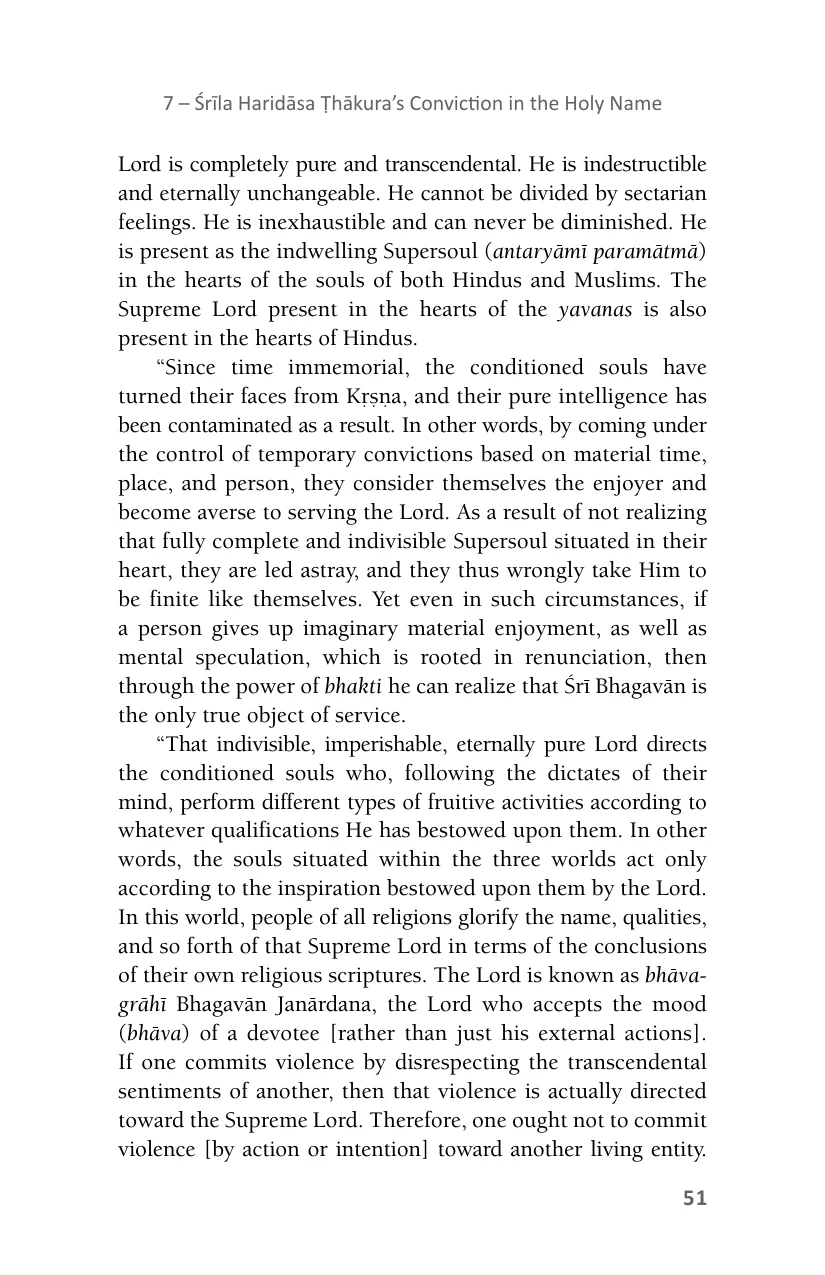 7 – Śrīla Haridāsa Ṭhākura’s Conviction in the Holy Name
Lord is completely pure and transcendental. He is indestructible
and eternally unchangeable. He cannot be divided by sectarian
feelings. He is inexhaustible and can never be diminished. He
is present as the indwelling Supersoul (antaryāmī paramātmā)
in the hearts of the souls of both Hindus and Muslims. The
Supreme Lord present in the hearts of the yavanas is also
present in the hearts of Hindus.
“Since time immemorial, the conditioned souls have
turned their faces from Kṛṣṇa, and their pure intelligence has
been contaminated as a result. In other words, by coming under
the control of temporary convictions based on material time,
place, and person, they consider themselves the enjoyer and
become averse to serving the Lord. As a result of not realizing
that fully complete and indivisible Supersoul situated in their
heart, they are led astray, and they thus wrongly take Him to
be finite like themselves. Yet even in such circumstances, if
a person gives up imaginary material enjoyment, as well as
mental speculation, which is rooted in renunciation, then
through the power of bhakti he can realize that Śrī Bhagavān is
the only true object of service.
“That indivisible, imperishable, eternally pure Lord directs
the conditioned souls who, following the dictates of their
mind, perform different types of fruitive activities according to
whatever qualifications He has bestowed upon them. In other
words, the souls situated within the three worlds act only
according to the inspiration bestowed upon them by the Lord.
In this world, people of all religions glorify the name, qualities,
and so forth of that Supreme Lord in terms of the conclusions
of their own religious scriptures. The Lord is known as bhāva-
grāhī Bhagavān Janārdana, the Lord who accepts the mood
(bhāva) of a devotee [rather than just his external actions].
If one commits violence by disrespecting the transcendental
sentiments of another, then that violence is actually directed
toward the Supreme Lord. Therefore, one ought not to commit
violence [by action or intention] toward another living entity.
51